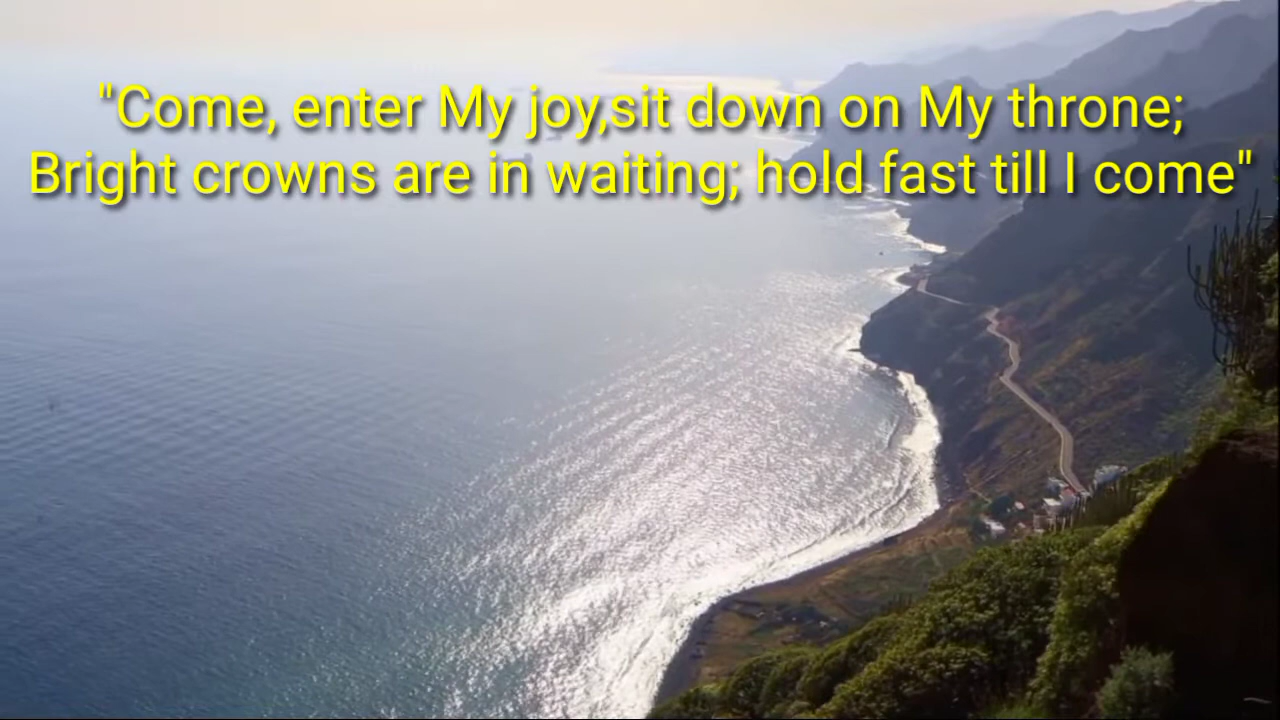 "Come, enter My joy,sit down on My throne;
Bright crowns are in waiting; hold fast till I come"